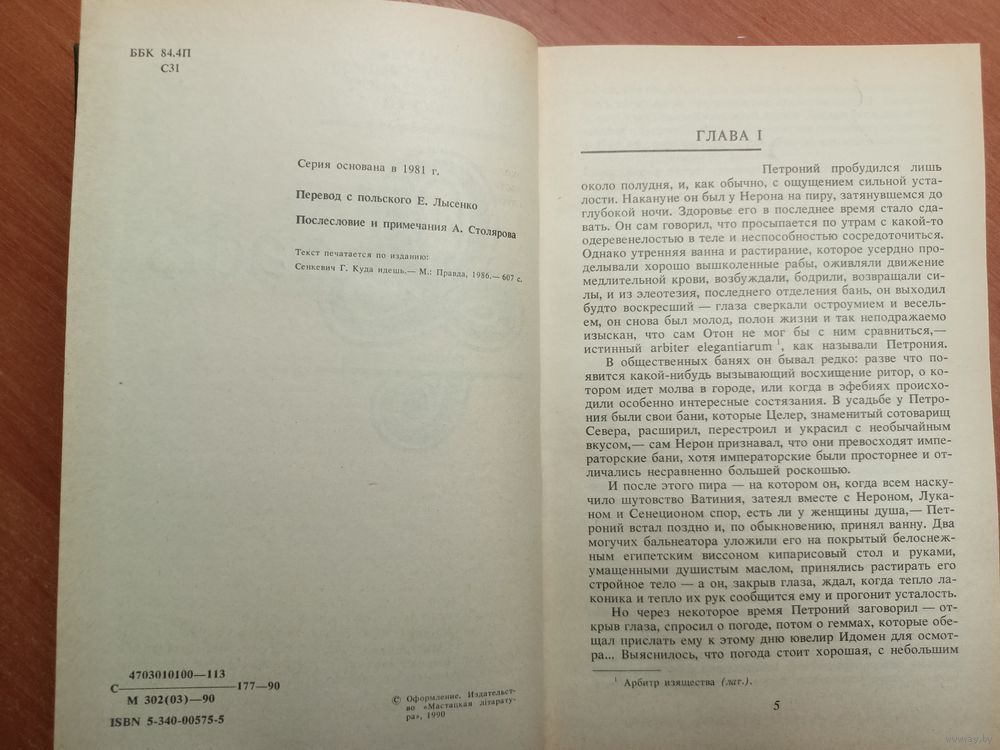 ББК 84.4П
С31
Серия основана в 1981 г.
Перевод с польского Е. Лысенко
Послесловие и примечания А. Столярова
Текст печатается по изданию:
Сенкевич Г. Куда идешь.— М.: Правда, 1986.— 607 с.
4703010100—113
С————————177—90
М 302(03)—90
ISBN 5-340-00575-5
© Оформление. Издательст-
во «Мастацкая літарату-
ра», 1990
ГЛАВА I
Петроний пробудился лишь
около полудня, и, как обычно, с ощущением сильной уста-
лости. Накануне он был у Нерона на пиру, затянувшемся до
глубокой ночи. Здоровье его в последнее время стало сда-
вать. Он сам говорил, что просыпается по утрам с какой-то
одеревенелостью в теле и неспособностью сосредоточиться.
Однако утренняя ванна и растирание, которое усердно про-
делывали хорошо вышколенные рабы, оживляли движение
медлительной крови, возбуждали, бодрили, возвращали си-
лы, и из элеотезия, последнего отделения бань, он выходил
будто воскресший — глаза сверкали остроумием и весель-
ем, он снова был молод, полон жизни и так неподражаемо
изыскан, что сам Отон не мог бы с ним сравниться,—
истинный arbiter elegantiarum ¹, как называли Петрония.
В общественных банях он бывал редко: разве что по-
явится какой-нибудь вызывающий восхищение ритор, о ко-
тором идет молва в городе, или когда в эфебиях происхо-
дили особенно интересные состязания. В усадьбе у Петро-
ния были свои бани, которые Целер, знаменитый сотоварищ
Севера, расширил, перестроил и украсил с необычайным
вкусом,— сам Нерон признавал, что они превосходят импе-
раторские бани, хотя императорские были просторнее и от-
личались несравненно большей роскошью.
И после этого пира — на котором он, когда всем наску-
чило шутовство Ватиния, затеял вместе с Нероном, Лука-
ном и Сенеционом спор, есть ли у женщины душа,— Пет-
роний встал поздно и, по обыкновению, принял ванну. Два
могучих бальнеатора уложили его на покрытый белоснеж-
ным египетским виссоном кипарисовый стол и руками,
умащенными душистым маслом, принялись растирать его
стройное тело — а он, закрыв глаза, ждал, когда тепло ла-
коника и тепло их рук сообщится ему и прогонит усталость.
Но через некоторое время Петроний заговорил — от-
крыв глаза, спросил о погоде, потом о геммах, которые обе-
щал прислать ему к этому дню ювелир Идомен для осмот-
ра... Выяснилось, что погода стоит хорошая, с небольшим
¹ Арбитр изящества (лат.).
5
www.ay.by